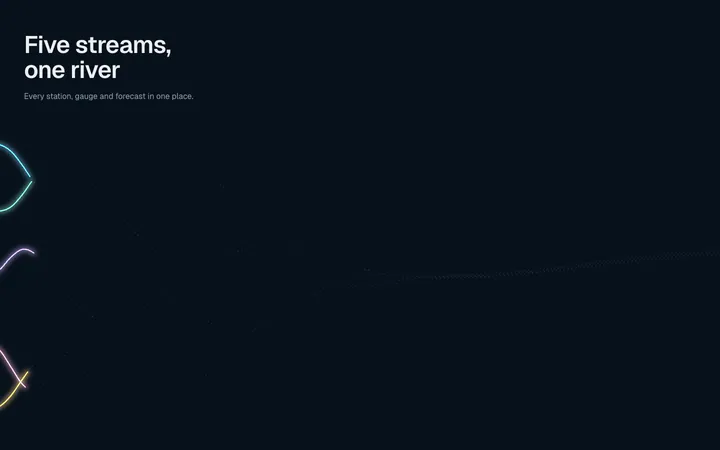 Five streams,
one river
Every station, gauge and forecast in one place.